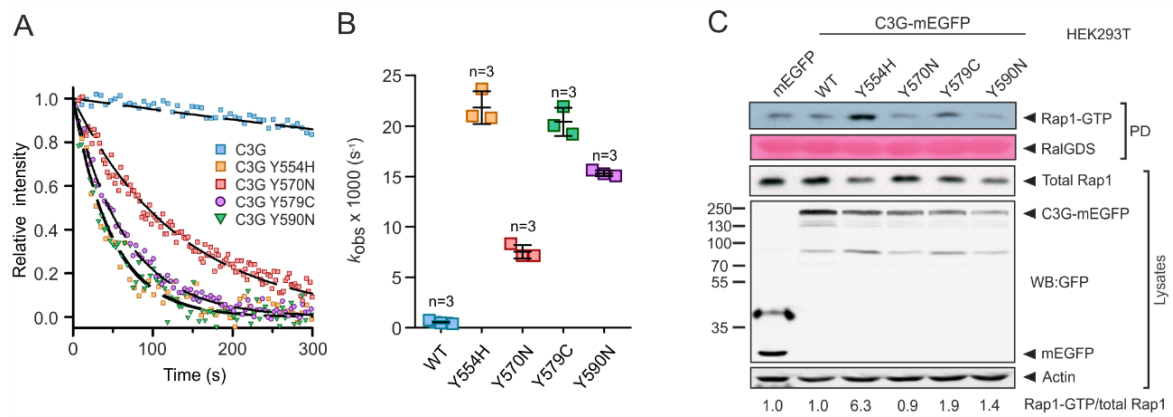 A
Relative intensity
1.0
0.8
0.6
0.4
0.2
0.0
0
100
200
300
Time (s)
C3G
C3G Y554H
C3G Y570N
C3G Y579C
C3G Y590N
B
kobs x 1000 (s-1)
25
20
15
10
5
0
n=3
n=3
n=3
n=3
n=3
WT
Y554H
Y570N
Y579C
Y590N
C
C3G-mEGFP
HEK293T
mEGFP
WT
Y554H
Y570N
Y579C
Y590N
Rap1-GTP
RalGDS
PD
Total Rap1
250
130
100
70
55
35
C3G-mEGFP
WB:GFP
mEGFP
Actin
Lysates
1.0 1.0 6.3 0.9 1.9 1.4 Rap1-GTP/total Rap1